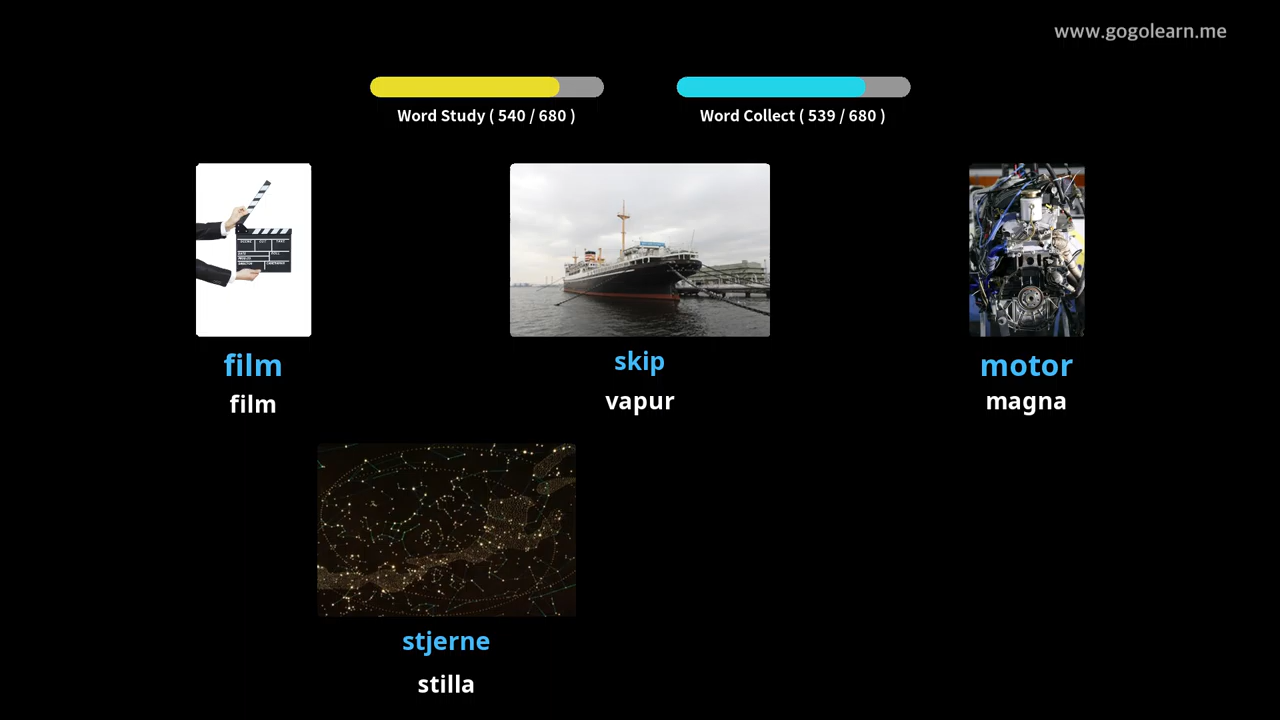 www.gogolearn.me
Word Study ( 540 / 680 )
Word Collect ( 539 / 680 )
film
film
skip
vapur
motor
magna
stjerne
stilla